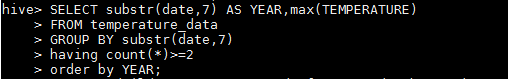 hive> SELECT substr(date,7) AS YEAR,max(TEMPERATURE)
    > FROM temperature_data
    > GROUP BY substr(date,7)
    > having count(*)>=2
    > order by YEAR;